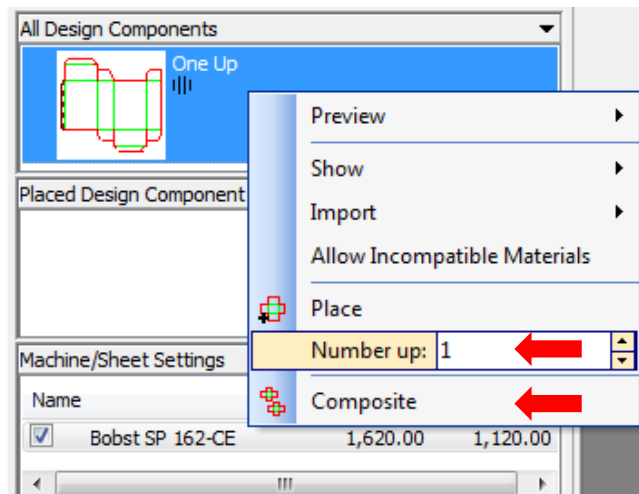 All Design Components
One Up
Preview
Show
Placed Design Component
Import
Allow Incompatible Materials
Place
Number up: 1
Machine/Sheet Settings
Name
Composite
Bobst SP 162-CE 1,620.00 1,120.00